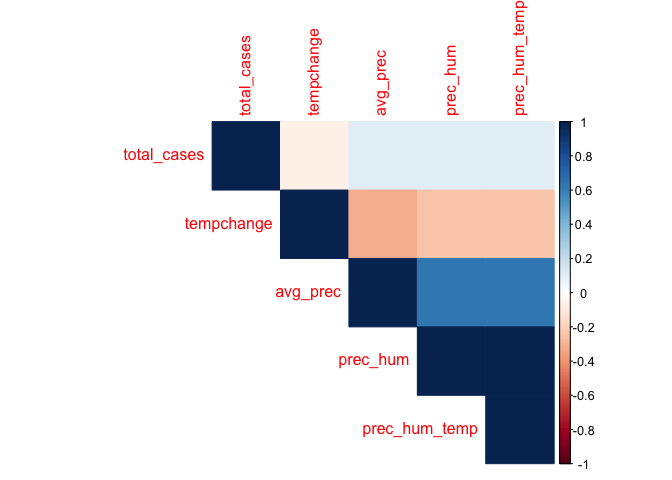 total_cases
tempchange
avg_prec
prec_hum
prec_hum_temp
total_cases
tempchange
avg_prec
prec_hum
prec_hum_temp
1
0.8
0.6
0.4
0.2
0
-0.2
-0.4
-0.6
-0.8
-1